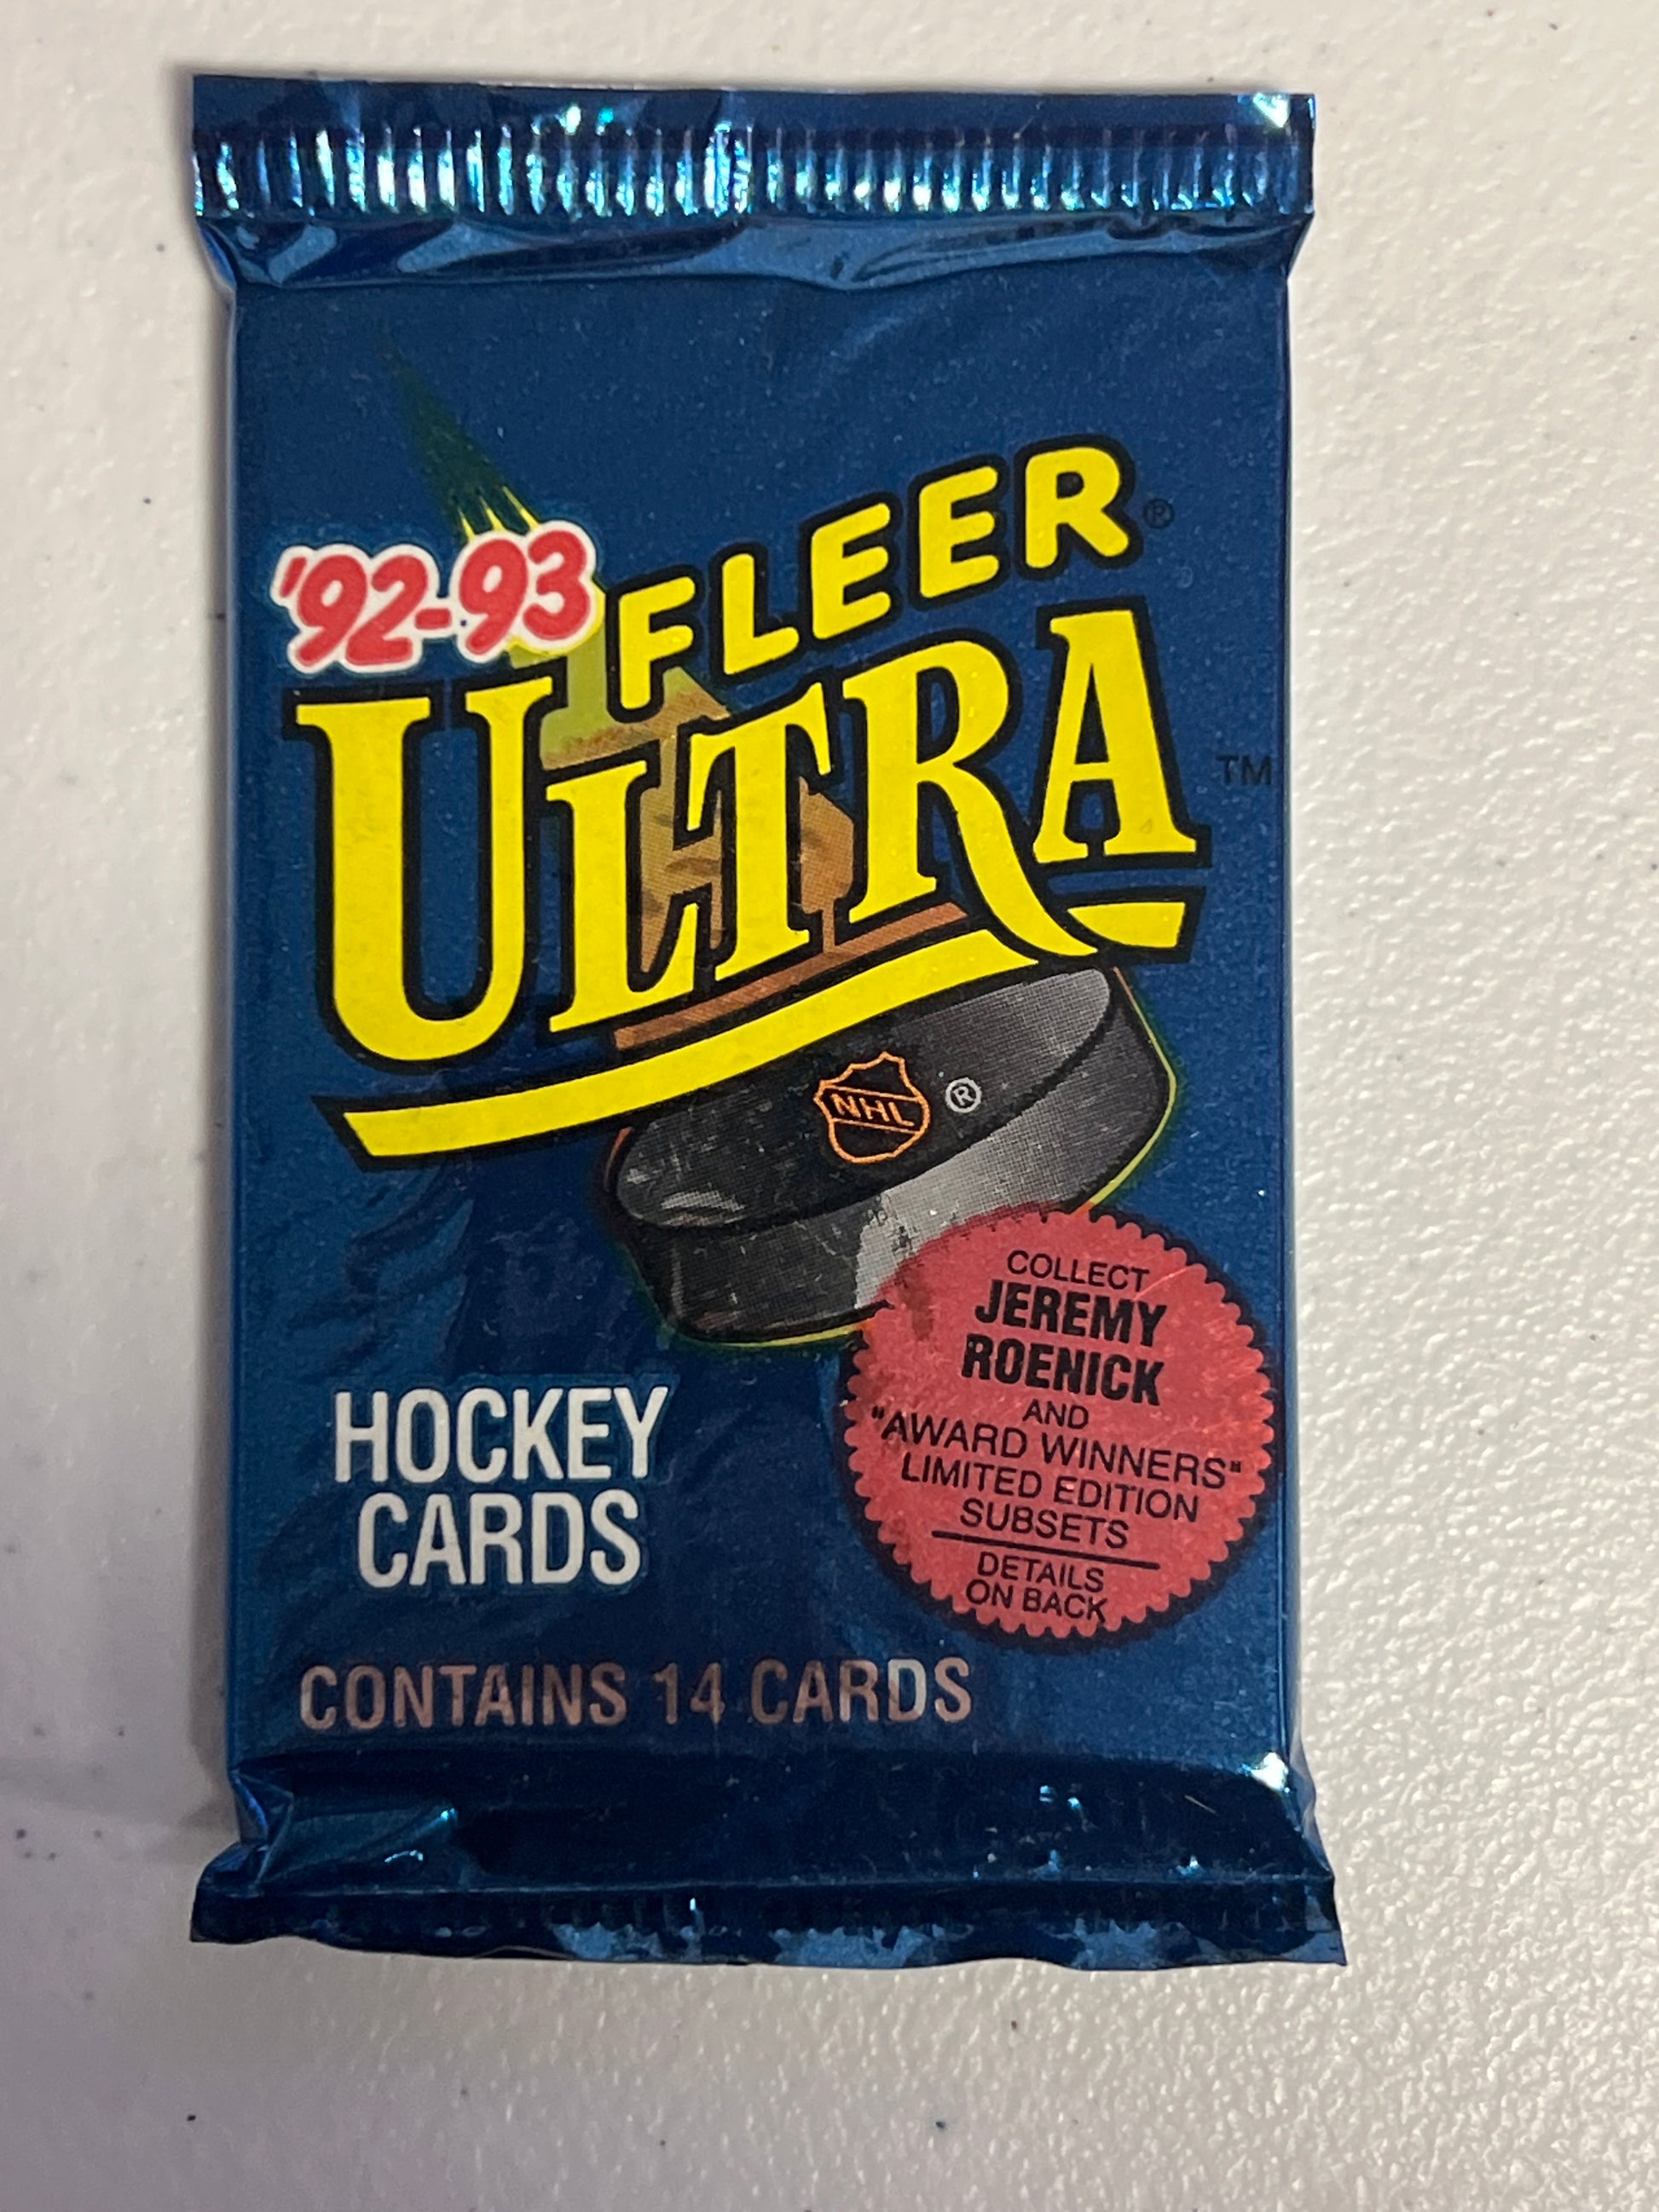 '92-93
FLEER®
ULTRA™
NHL ®
COLLECT
JEREMY
ROENICK
AND
"AWARD WINNERS"
LIMITED EDITION
SUBSETS
DETAILS
ON BACK
HOCKEY
CARDS
CONTAINS 14 CARDS